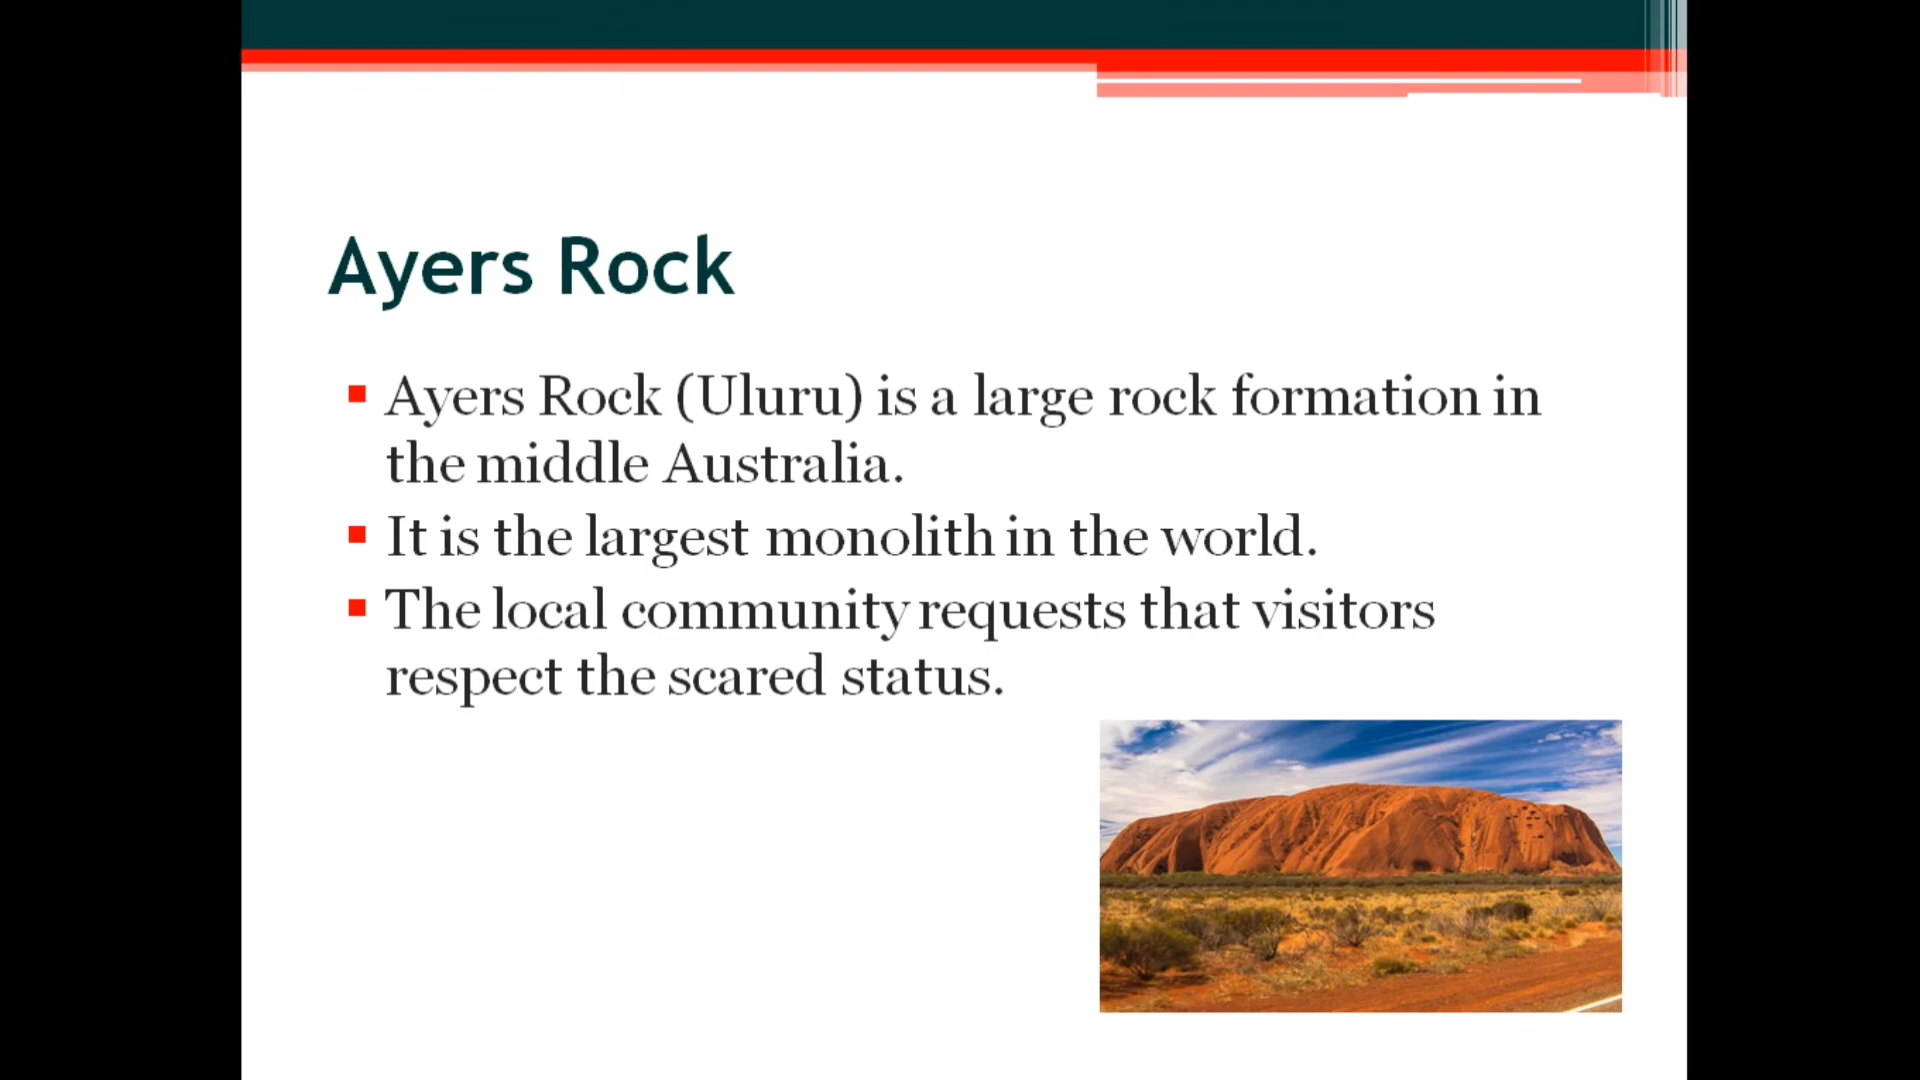 Ayers Rock
Ayers Rock (Uluru) is a large rock formation in
the middle Australia.
It is the largest monolith in the world.
The local community requests that visitors
respect the scared status.